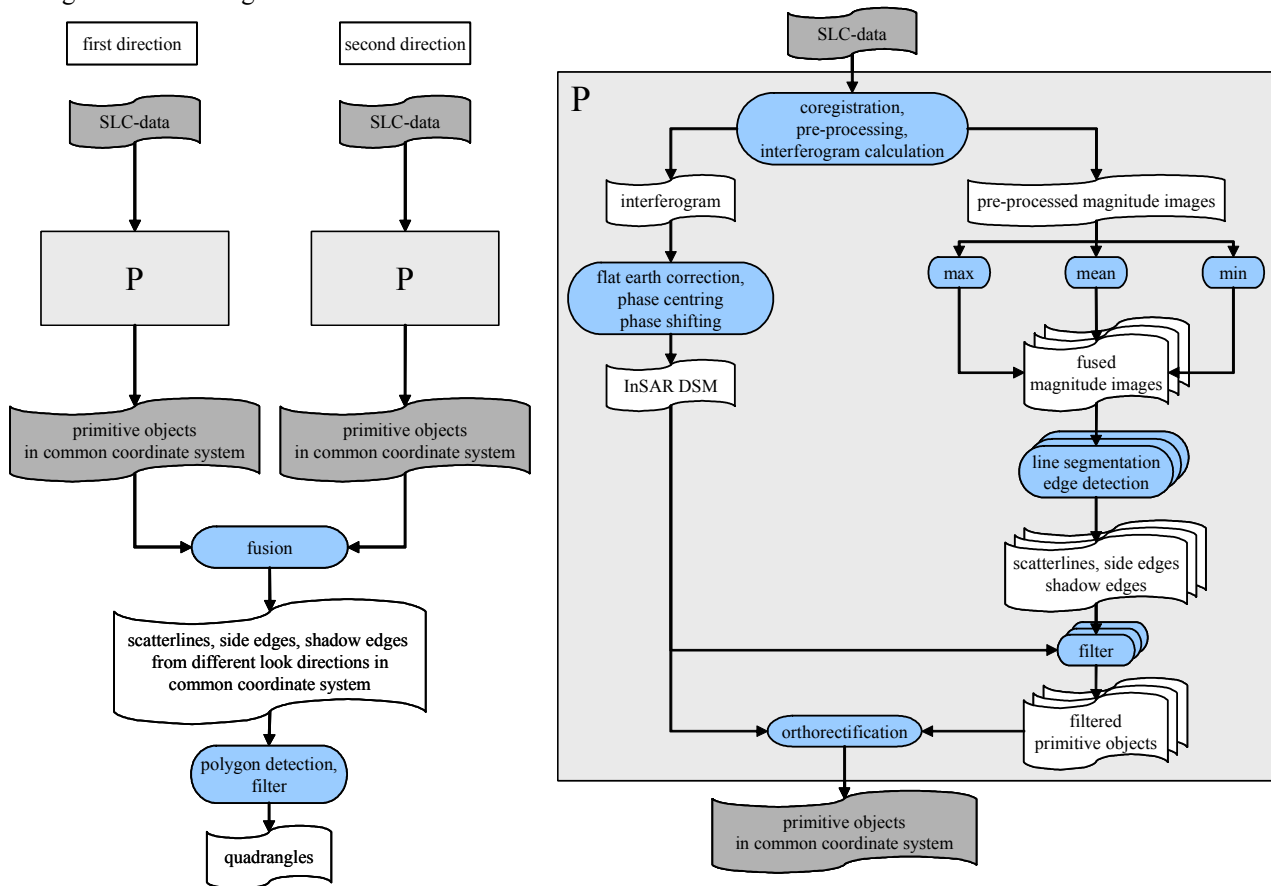 first direction
second direction
SLC-data
SLC-data
P
P
primitive objects
in common coordinate system
primitive objects
in common coordinate system
fusion
scatterlines, side edges, shadow edges
from different look directions in
common coordinate system
polygon detection,
filter
quadrangles
SLC-data
P
coregistration,
pre-processing,
interferogram calculation
interferogram
pre-processed magnitude images
flat earth correction,
phase centring
phase shifting
max
mean
min
InSAR DSM
fused
magnitude images
line segmentation
edge detection
scatterlines, side edges
shadow edges
filter
filtered
primitive objects
orthorectification
primitive objects
in common coordinate system